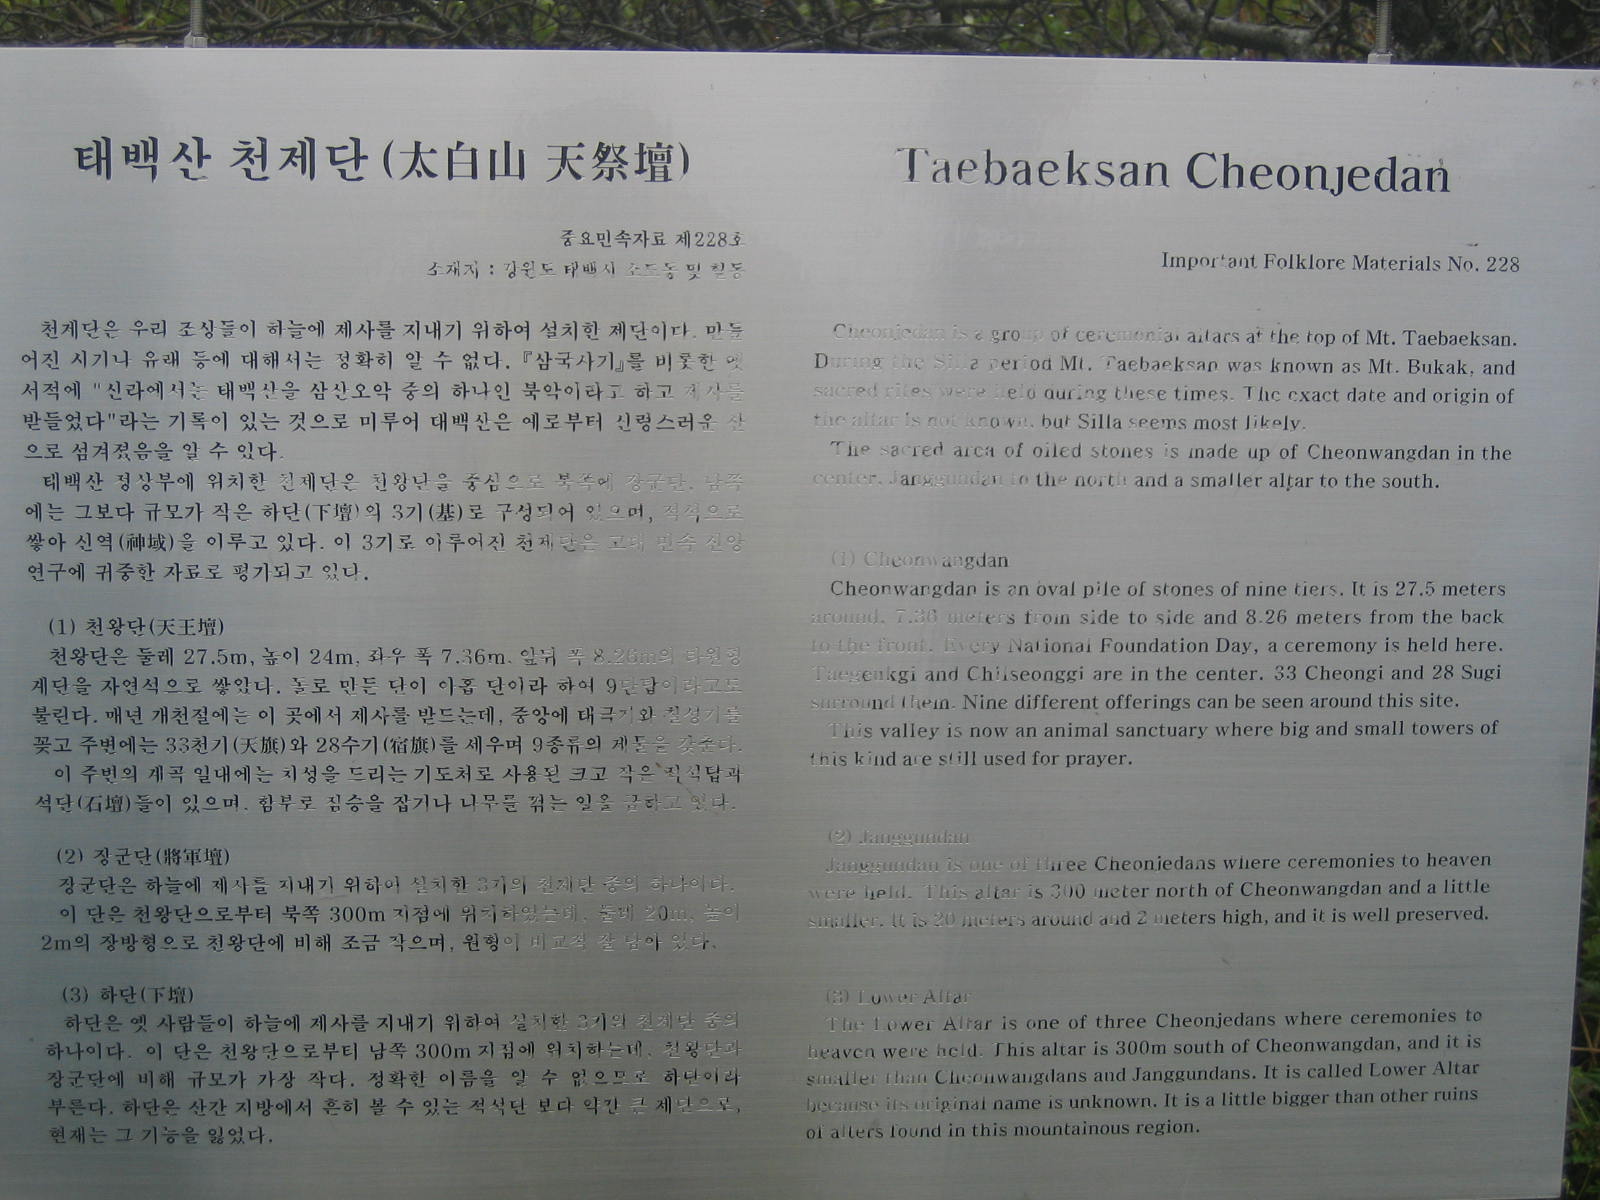 태백산 천제단(太白山 天祭壇)
중요민속자료 제228호
소재지 : 강원도 태백시 소도동 및 혈동
천계단은 우리 조상들이 하늘에 제사를 지내기 위하여 설치한 제단이다. 만들
어진 시기나 유래 등에 대해서는 정확히 알 수 없다. 『삼국사기』를 비롯한 옛
서적에 "신라에서는 태백산을 삼산오악 중의 하나인 북악이라고 하고 제사를
받들었다"라는 기록이 있는 것으로 미루어 대백산은 예로부터 신령스러운 산
으로 섬겨졌음을 알 수 있다.
태백산 정상부에 위치한 천제단은 천왕단을 중심으로 북쪽에 장군단, 남쪽
에는 그보다 규모가 작은 하단(下壇)의 3기(基)로 구성되어 있으며, 적석으로
쌓아 신역(神域)을 이루고 있다. 이 3기로 이루어진 천제단은 고대 민속 신앙
연구에 귀중한 자료로 평가되고 있다.
(1) 천왕단(天王壇)
천왕단은 둘레 27.5m, 높이 24m, 좌우 폭 7.36m, 앞뒤 폭 8.26m의 타원형
계단을 자연석으로 쌓았다. 돌로 만든 단이 아홉 단이라 하여 9단탑이라고도
불린다. 매년 개천절에는 이 곳에서 제사를 받드는데, 중앙에 태극기와 칠성기를
꽂고 주변에는 33천기(天旗)와 28수기(宿旗)를 세우며 9종류의 제물을 갖춘다.
이 주변의 계곡 일대에는 치성을 드리는 기도처로 사용된 크고 작은 적석탑과
석단(石壇)들이 있으며, 함부로 짐승을 잡거나 나무를 꺾는 일을 금하고 있다.
(2) 장군단(將軍壇)
장군단은 하늘에 제사를 지내기 위하여 설치한 3기의 천제단 중의 하나이다.
이 단은 천왕단으로부터 북쪽 300m 지점에 위치하였는데, 둘레 20m, 높이
2m의 장방형으로 천왕단에 비해 조금 작으며, 원형이 비교적 잘 남아 있다.
(3) 하단(下壇)
하단은 옛 사람들이 하늘에 제사를 지내기 위하여 설치한 3기의 천제단 중의
하나이다. 이 단은 천왕단으로부터 남쪽 300m 지점에 위치하는데, 천왕단과
장군단에 비해 규모가 가장 작다. 정확한 이름을 알 수 없으므로 하단이라
부른다. 하단은 산간 지방에서 흔히 볼 수 있는 적석단 보다 약간 큰 제단으로,
현재는 그 기능을 잃었다.
Taebaeksan Cheonjedan
Important Folklore Materials No. 228
Cheonjedan is a group of ceremonial altars at the top of Mt. Taebaeksan.
During the Silla period Mt. Taebaeksan was known as Mt. Bukak, and
sacred rites were held during these times. The exact date and origin of
the altar is not known, but Silla seems most likely.
The sacred area of oiled stones is made up of Cheonwangdan in the
center, Janggundan to the north and a smaller altar to the south.
(1) Cheonwangdan
Cheonwangdan is an oval pile of stones of nine tiers. It is 27.5 meters
around, 7.36 meters from side to side and 8.26 meters from the back
to the front. Every National Foundation Day, a ceremony is held here.
Taegeukgi and Chilseonggi are in the center. 33 Cheongi and 28 Sugi
surround them. Nine different offerings can be seen around this site.
This valley is now an animal sanctuary where big and small towers of
this kind are still used for prayer.
(2) Janggundan
Janggundan is one of three Cheonjedans where ceremonies to heaven
were held. This altar is 300 meter north of Cheonwangdan and a little
smaller. It is 20 meters around and 2 meters high, and it is well preserved.
(3) Lower Altar
The Lower Altar is one of three Cheonjedans where ceremonies to
heaven were held. This altar is 300m south of Cheonwangdan, and it is
smaller than Cheonwangdans and Janggundans. It is called Lower Altar
because its original name is unknown. It is a little bigger than other ruins
of alters found in this mountainous region.